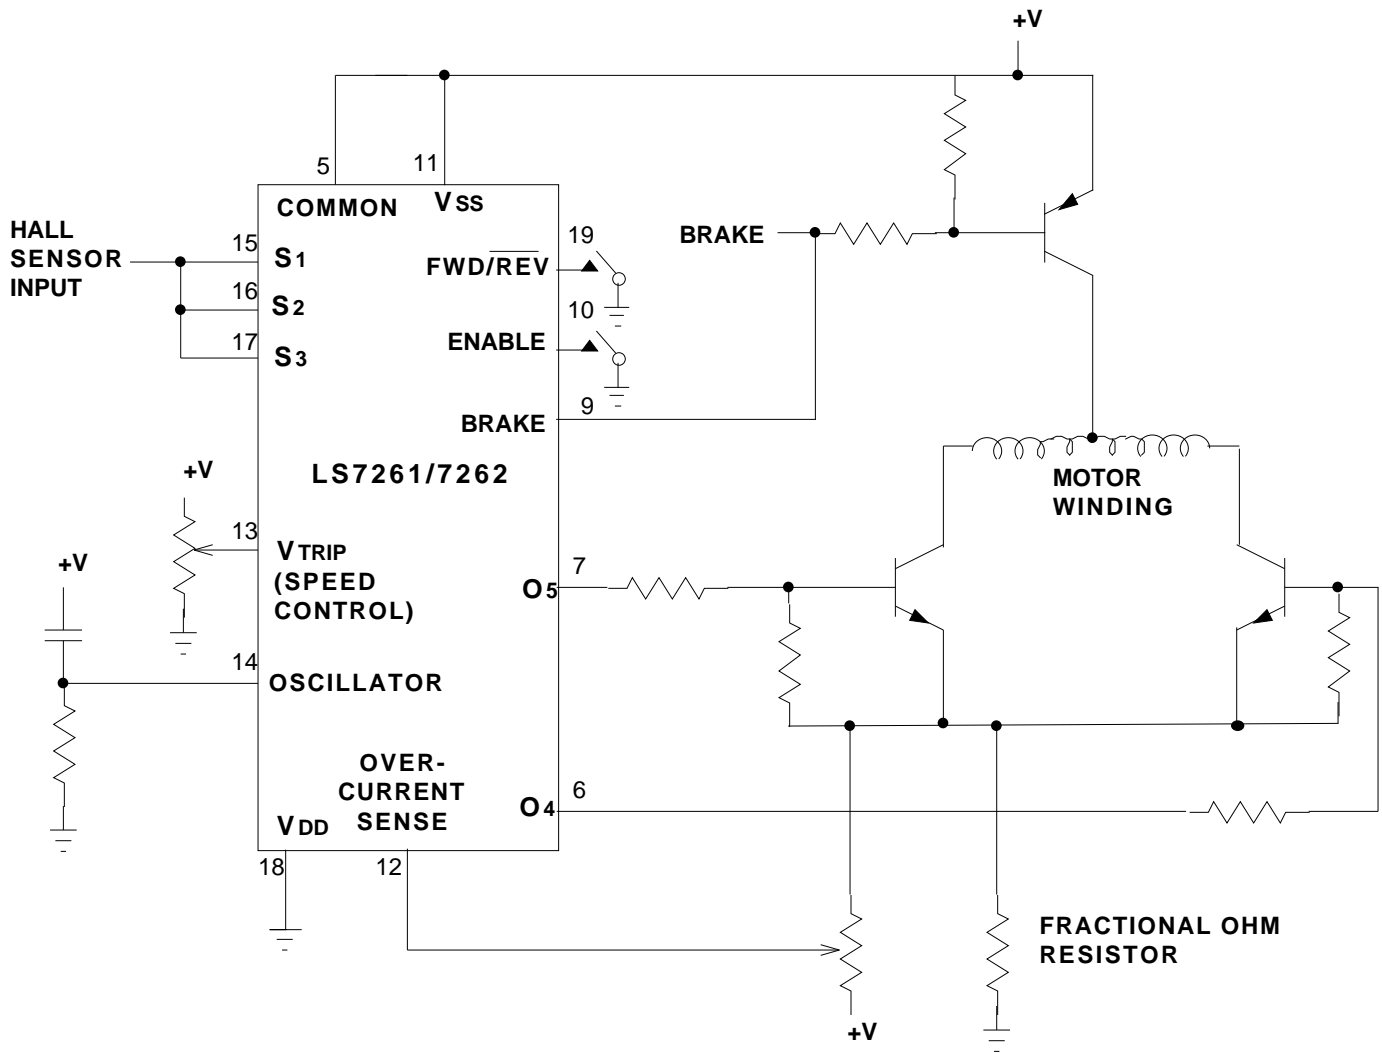 +V
5
11
COMMON
VSS
HALL
SENSOR
INPUT
15
S1
16
S2
17
S3
19
FWD/REV
10
ENABLE
9
BRAKE
BRAKE
LS7261/7262
+V
13
VTRIP
(SPEED
CONTROL)
+V
14
OSCILLATOR
MOTOR
WINDING
7
O5
OVER-
CURRENT
SENSE
6
O4
VDD
18
12
FRACTIONAL OHM
RESISTOR
+V